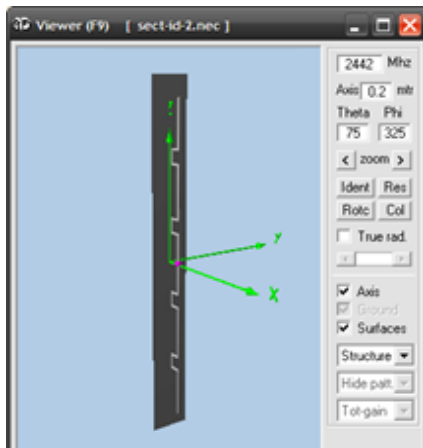 3D Viewer (F9) [ sect-id-2.nec ]
2442 Mhz
Axis 0.2 mtr
Theta Phi
75 325
< zoom >
Ident Res
Rotc Col
True rad.
Z
Y
X
Axis
Ground
Surfaces
Structure
Hide patt.
Tot-gain